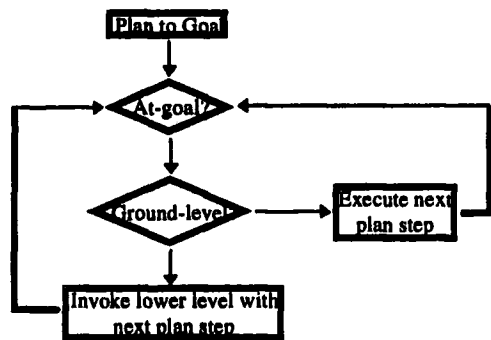 Plan to Goal
At-goal?
Ground-level
Execute next
plan step
Invoke lower level with
next plan step